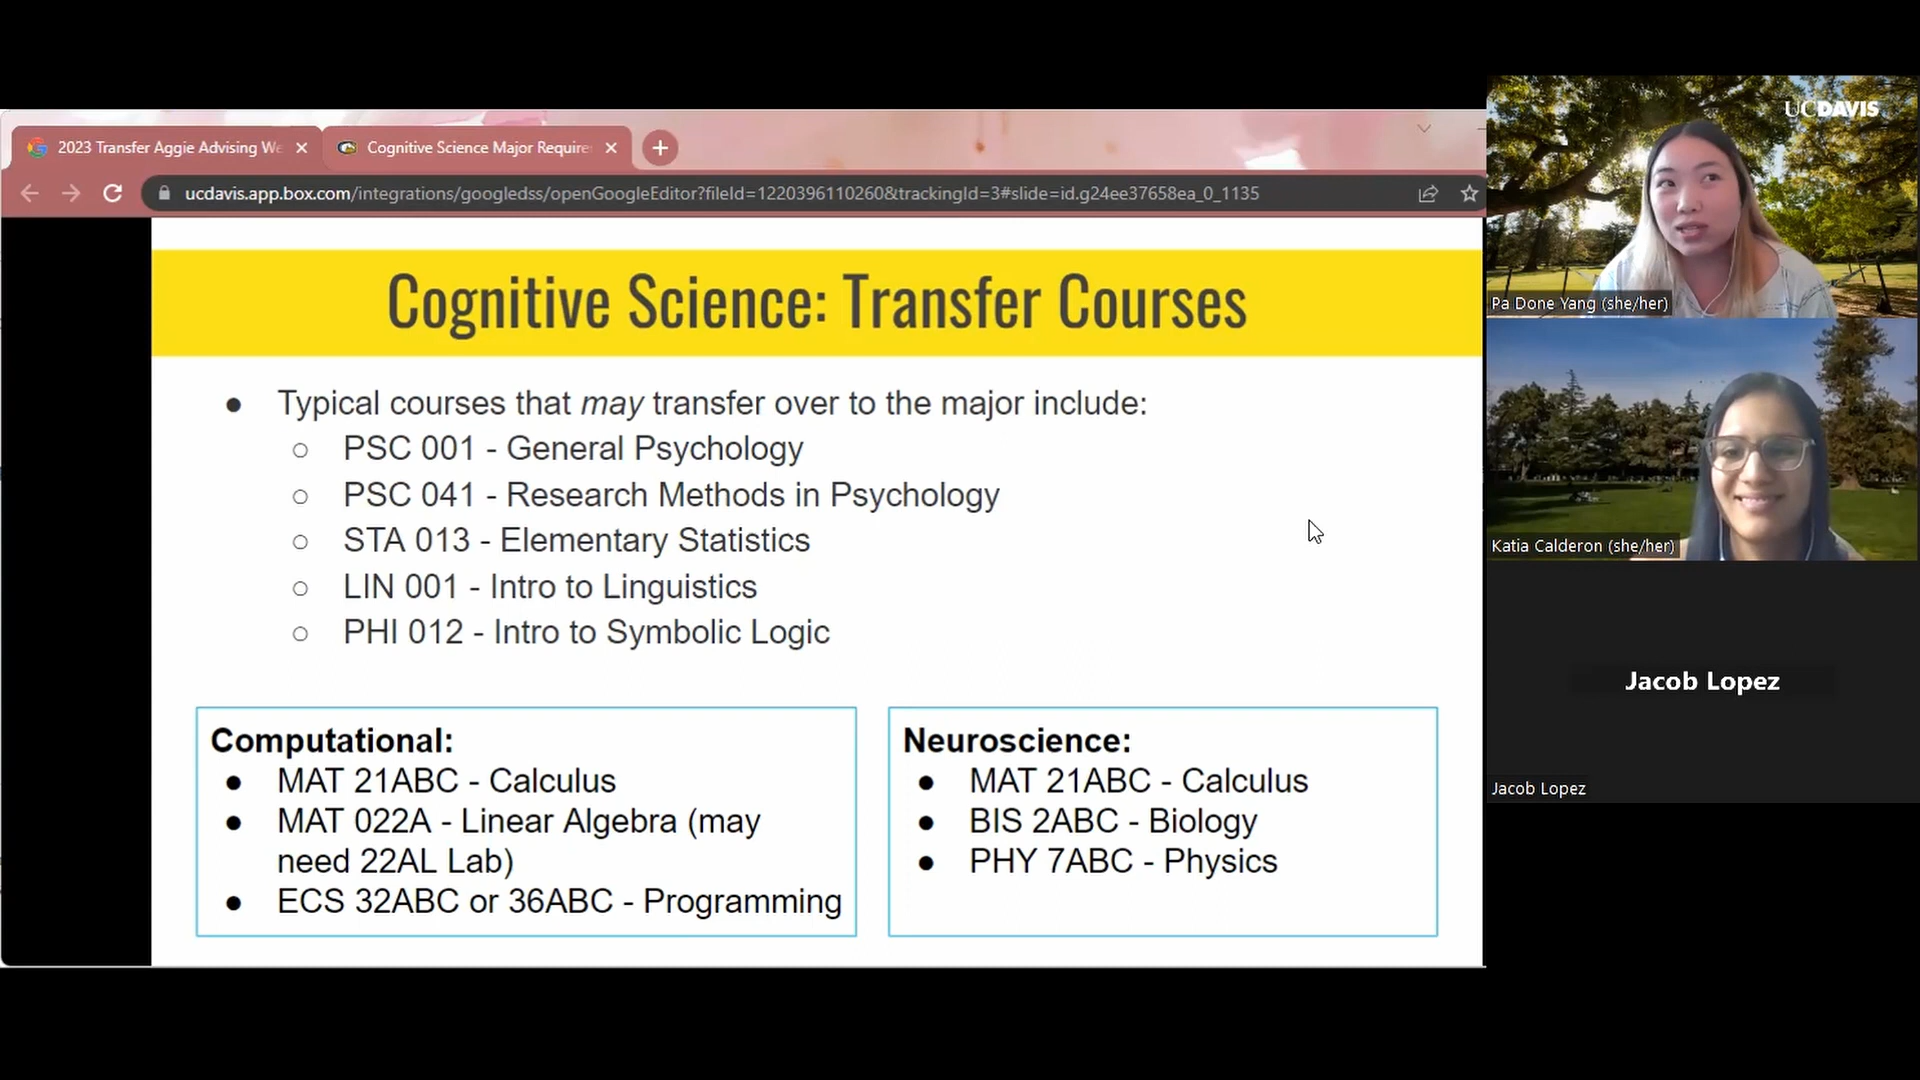 2023 Transfer Aggie Advising We
Cognitive Science Major Require
ucdavis.app.box.com/integrations/googledss/openGoogleEditor?fileId=1220396110260&trackingId=3#slide=id.g24ee37658ea_0_1135
Cognitive Science: Transfer Courses
Typical courses that may transfer over to the major include:
PSC 001 - General Psychology
PSC 041 - Research Methods in Psychology
STA 013 - Elementary Statistics
LIN 001 - Intro to Linguistics
PHI 012 - Intro to Symbolic Logic
Computational:
MAT 21ABC - Calculus
MAT 022A - Linear Algebra (may
need 22AL Lab)
ECS 32ABC or 36ABC - Programming
Neuroscience:
MAT 21ABC - Calculus
BIS 2ABC - Biology
PHY 7ABC - Physics
UCDAVIS
Pa Done Yang (she/her)
Katia Calderon (she/her)
Jacob Lopez
Jacob Lopez